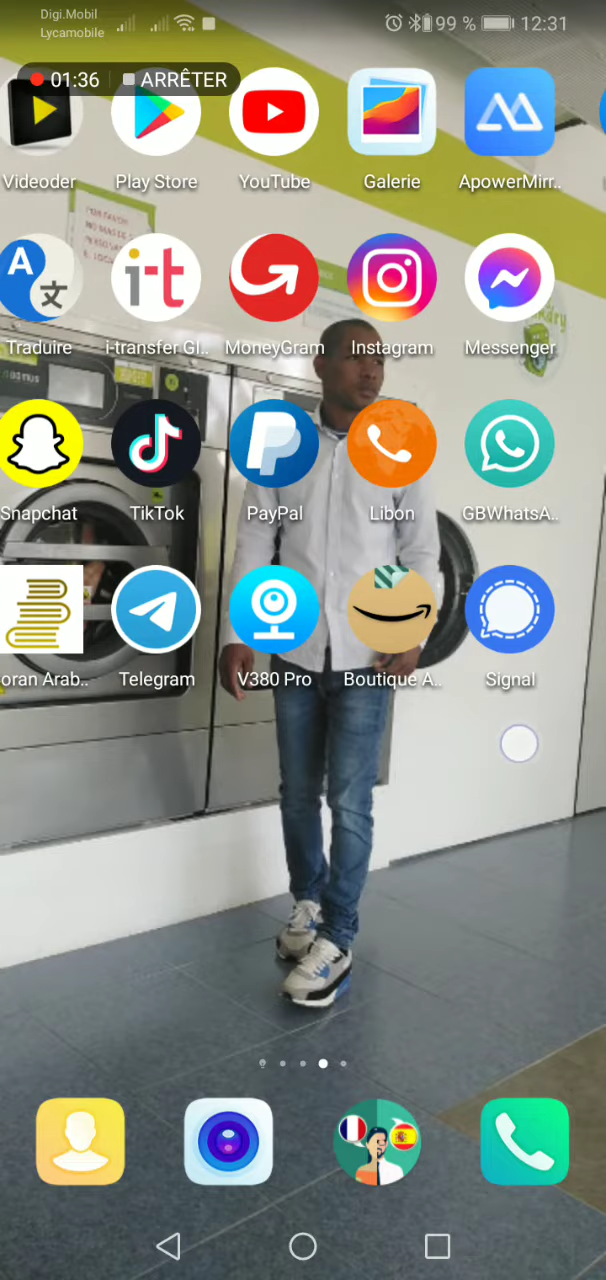 Digi.Mobil
Lycamobile
99 % 12:31
01:36 ARRÊTER
Videoder Play Store YouTube Galerie ApowerMirr..
Traduire i-transfer Gl.. MoneyGram Instagram Messenger
Snapchat TikTok PayPal Libon GBWhatsA..
oran Arab.. Telegram V380 Pro Boutique A.. Signal